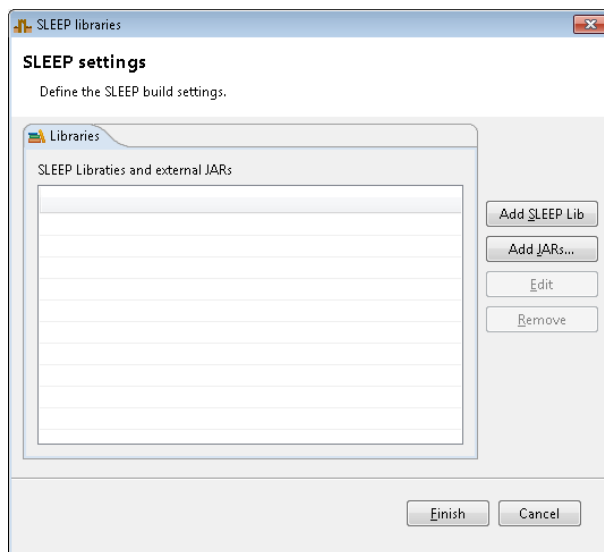 SLEEP libraries
SLEEP settings
Define the SLEEP build settings.
Libraries
SLEEP Libraties and external JARs
Add SLEEP Lib
Add JARs...
Edit
Remove
Finish
Cancel